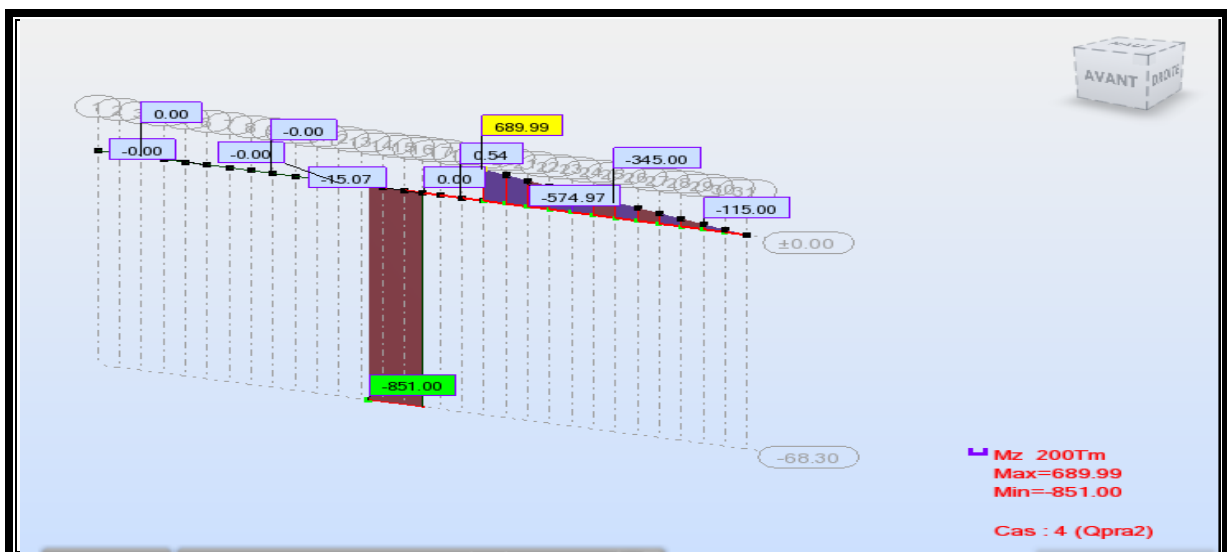 HAUT
AVANT
DROITE
0.00
689.99
-0.00
-0.00
-0.00
0.54
-345.00
-15.07
0.00
-574.97
-115.00
±0.00
-851.00
-68.30
Mz 200Tm
Max=689.99
Min=-851.00
Cas : 4 (Qpra2)